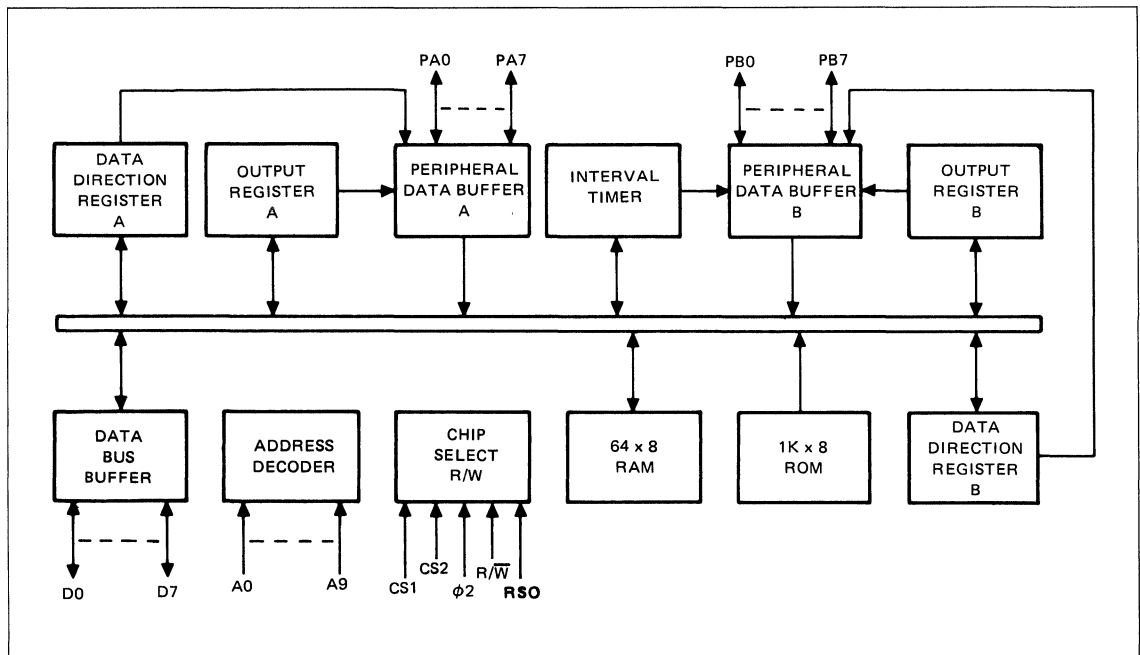 PA0 PA7 PB0 PB7
DATA
DIRECTION
REGISTER
A
OUTPUT
REGISTER
A
PERIPHERAL
DATA BUFFER
A
INTERVAL
TIMER
PERIPHERAL
DATA BUFFER
B
OUTPUT
REGISTER
B
DATA
BUS
BUFFER
ADDRESS
DECODER
CHIP
SELECT
R/W
64 x 8
RAM
1K x 8
ROM
DATA
DIRECTION
REGISTER
B
D0 D7 A0 A9 CS1 CS2 φ2 R/W̅ RSO